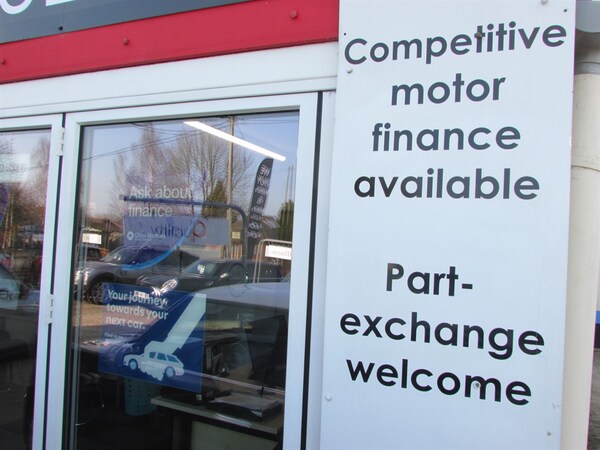 Competitive
motor
finance
available
Part-
exchange
welcome
Ask about
finance
Your journey
towards your
next car.